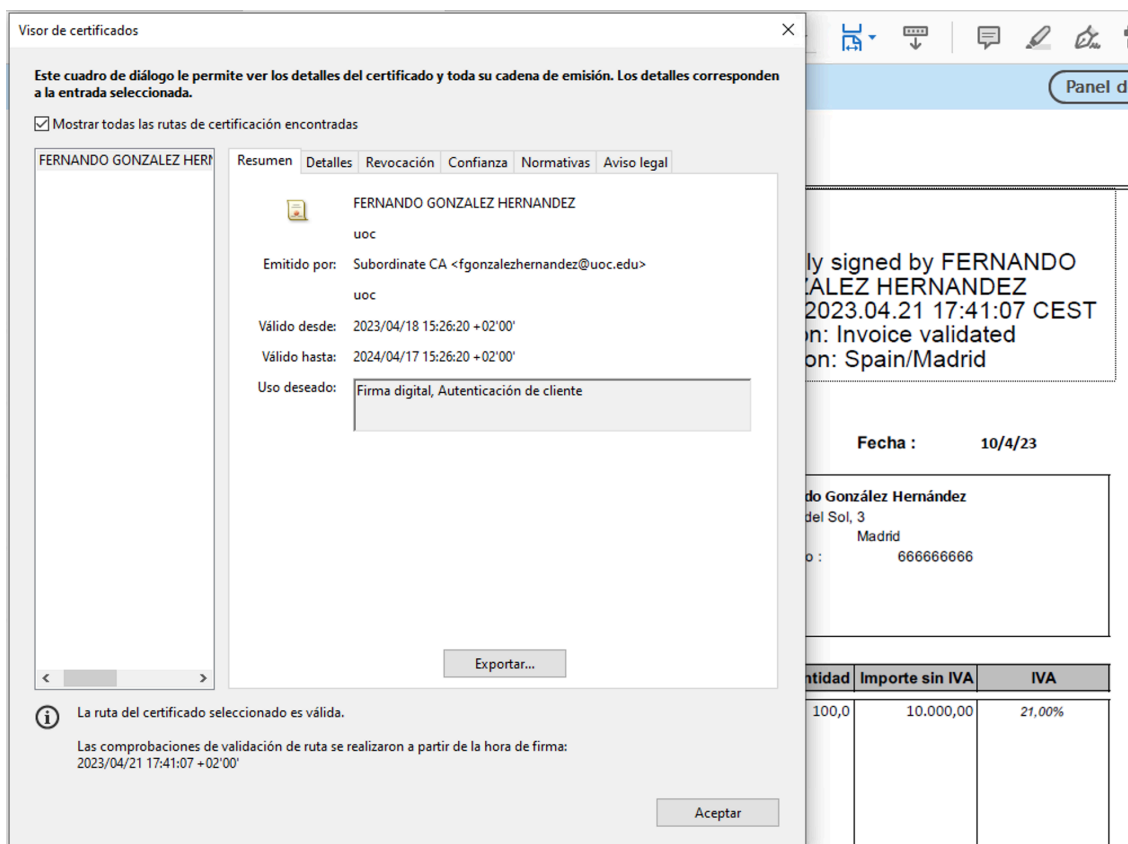 Visor de certificados
Este cuadro de diálogo le permite ver los detalles del certificado y toda su cadena de emisión. Los detalles corresponden
a la entrada seleccionada.
Mostrar todas las rutas de certificación encontradas
FERNANDO GONZALEZ HERN
Resumen Detalles Revocación Confianza Normativas Aviso legal
FERNANDO GONZALEZ HERNANDEZ
uoc
Emitido por: Subordinate CA <fgonzalezhernandez@uoc.edu>
uoc
Válido desde: 2023/04/18 15:26:20 +02'00'
Válido hasta: 2024/04/17 15:26:20 +02'00'
Uso deseado: Firma digital, Autenticación de cliente
Exportar...
La ruta del certificado seleccionado es válida.
Las comprobaciones de validación de ruta se realizaron a partir de la hora de firma:
2023/04/21 17:41:07 +02'00'
Aceptar
Panel d
ly signed by FERNANDO
ZALEZ HERNANDEZ
2023.04.21 17:41:07 CEST
on: Invoice validated
on: Spain/Madrid
Fecha : 10/4/23
do González Hernández
del Sol, 3
Madrid
o : 666666666
ntidad Importe sin IVA IVA
100,0 10.000,00 21,00%